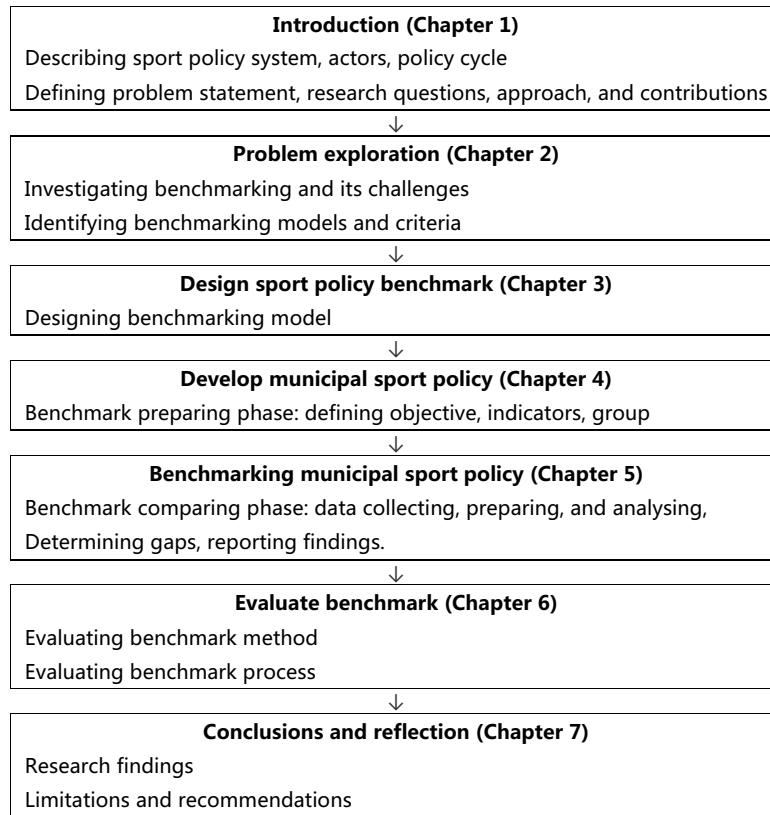 Introduction (Chapter 1)
Describing sport policy system, actors, policy cycle
Defining problem statement, research questions, approach, and contributions
↓
Problem exploration (Chapter 2)
Investigating benchmarking and its challenges
Identifying benchmarking models and criteria
↓
Design sport policy benchmark (Chapter 3)
Designing benchmarking model
↓
Develop municipal sport policy (Chapter 4)
Benchmark preparing phase: defining objective, indicators, group
↓
Benchmarking municipal sport policy (Chapter 5)
Benchmark comparing phase: data collecting, preparing, and analysing,
Determining gaps, reporting findings.
↓
Evaluate benchmark (Chapter 6)
Evaluating benchmark method
Evaluating benchmark process
↓
Conclusions and reflection (Chapter 7)
Research findings
Limitations and recommendations